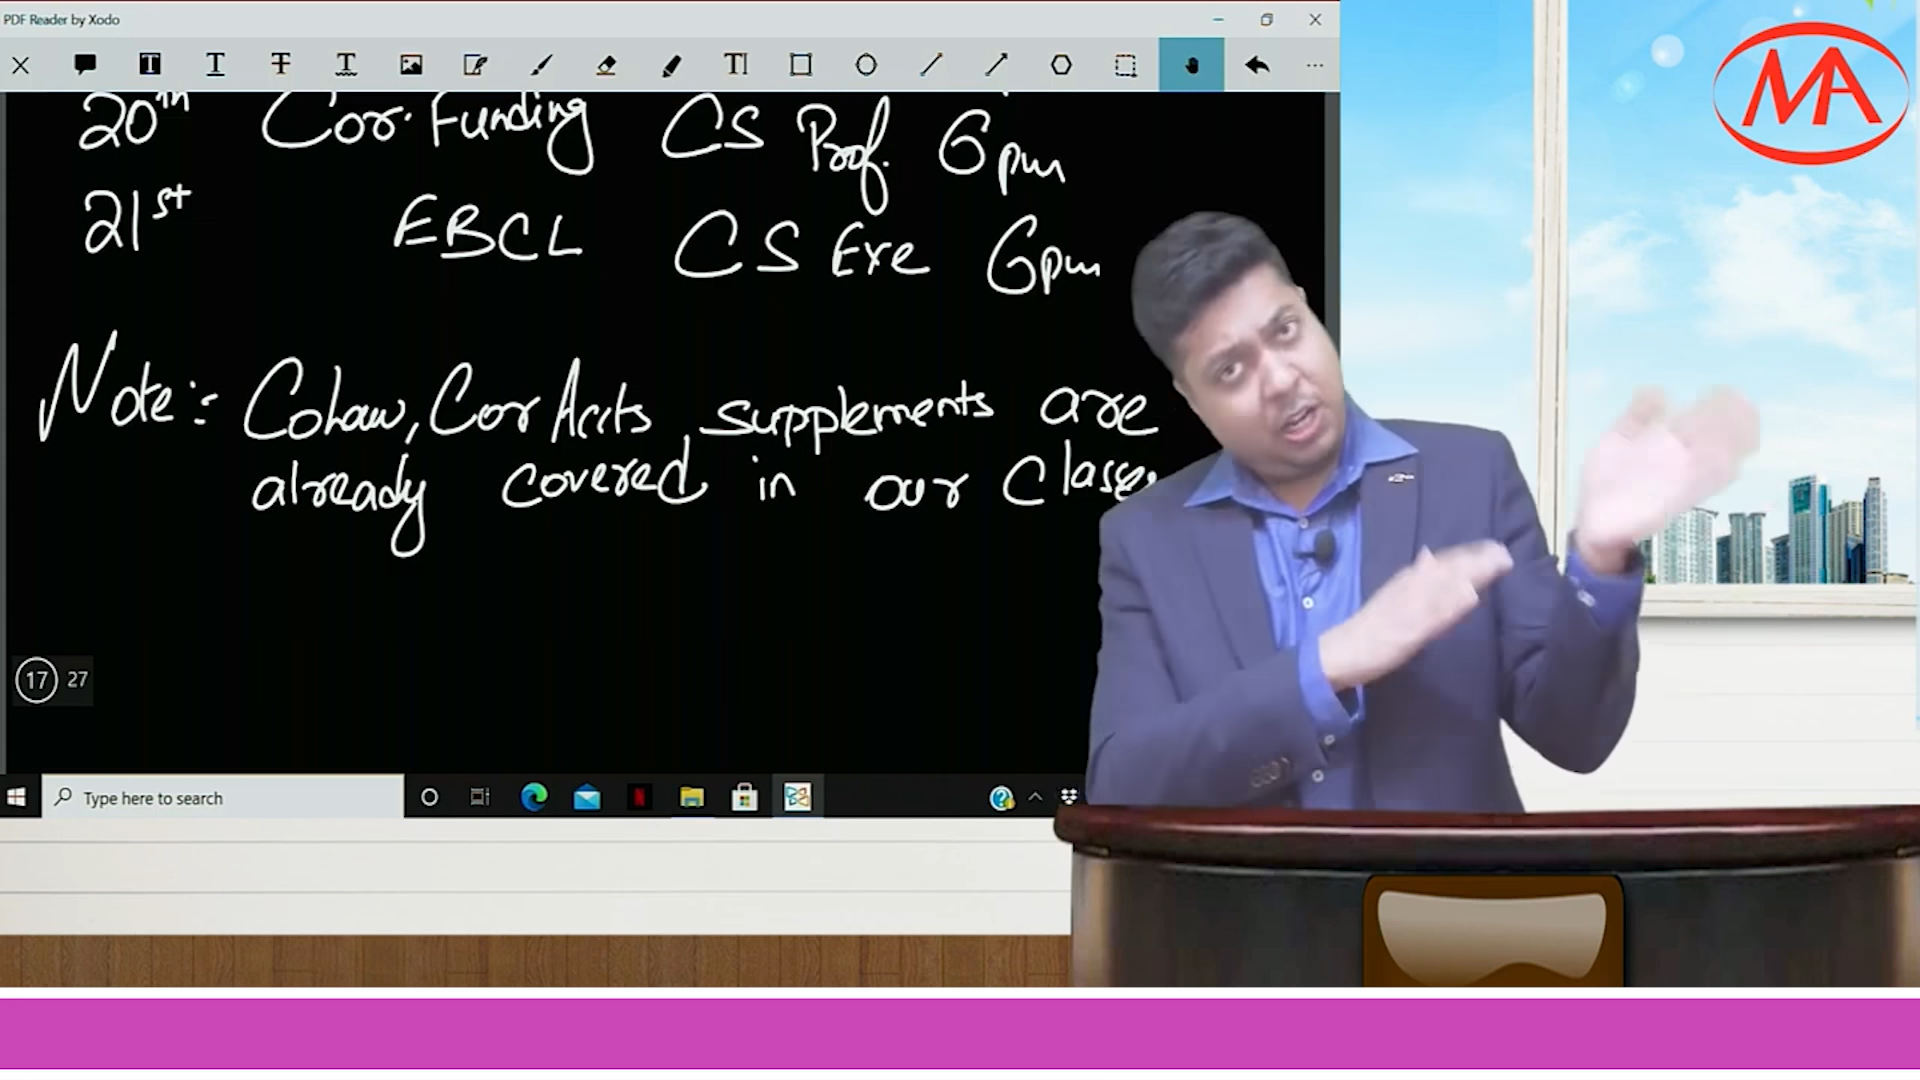 PDF Reader by Xodo
MA
20th Cor. Funding CS Prof. 6pm
21st EBCL CS Exe 6pm
Note:- CoLaw, Cor Accts, supplements are
already covered in our Classes
17 27
Type here to search